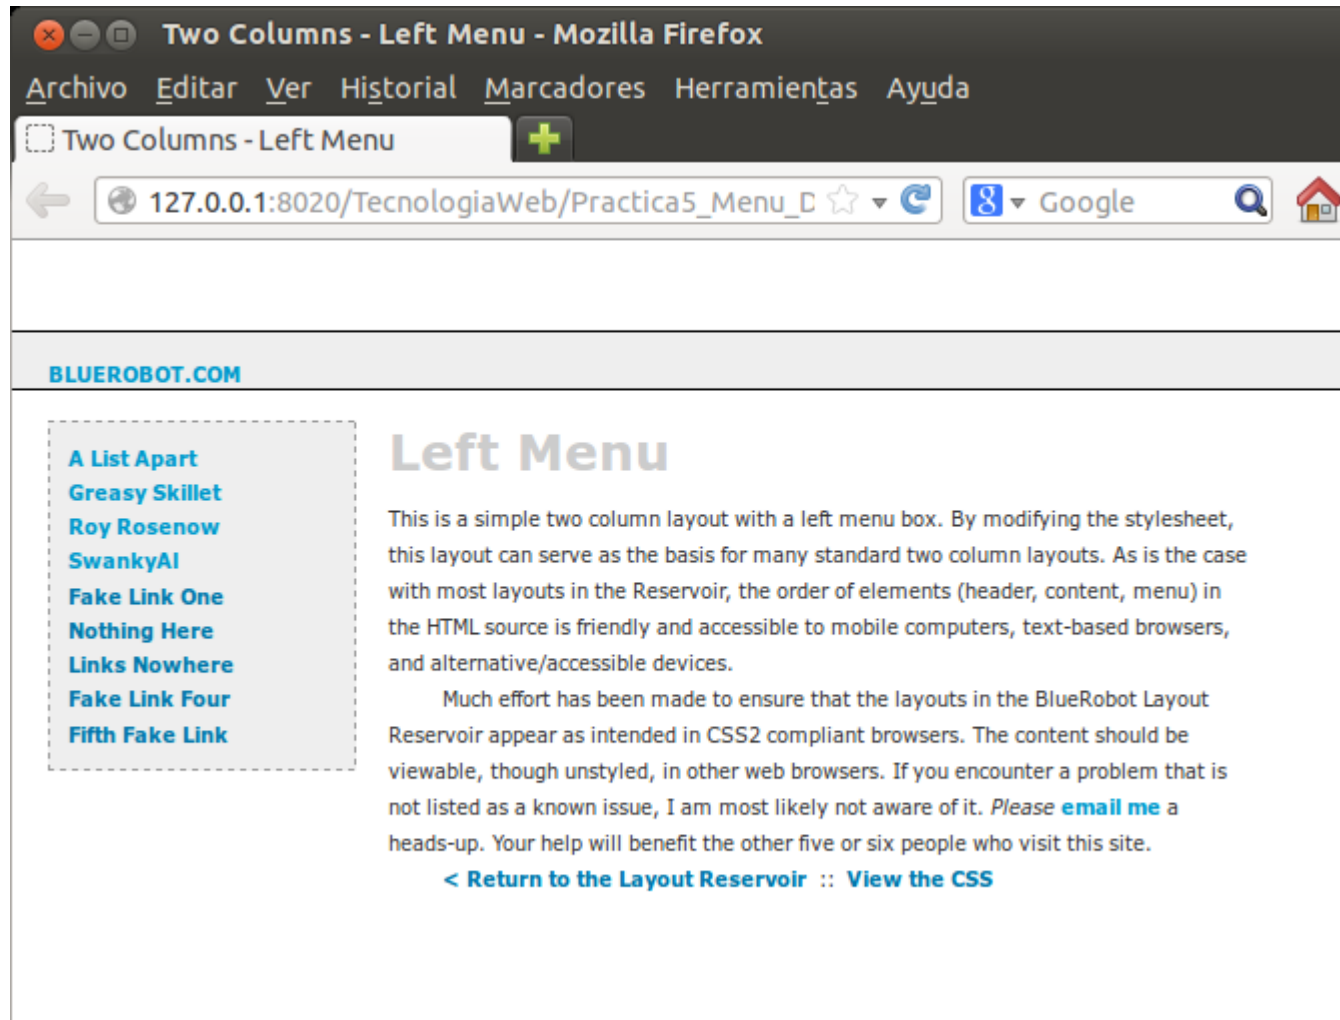 Two Columns - Left Menu - Mozilla Firefox
Archivo Editar Ver Historial Marcadores Herramientas Ayuda
Two Columns - Left Menu
127.0.0.1:8020/TecnologiaWeb/Practica5_Menu_D Google
BLUEROBOT.COM
A List Apart
Greasy Skillet
Roy Rosenow
SwankyAI
Fake Link One
Nothing Here
Links Nowhere
Fake Link Four
Fifth Fake Link
Left Menu
This is a simple two column layout with a left menu box. By modifying the stylesheet,
this layout can serve as the basis for many standard two column layouts. As is the case
with most layouts in the Reservoir, the order of elements (header, content, menu) in
the HTML source is friendly and accessible to mobile computers, text-based browsers,
and alternative/accessible devices.
Much effort has been made to ensure that the layouts in the BlueRobot Layout
Reservoir appear as intended in CSS2 compliant browsers. The content should be
viewable, though unstyled, in other web browsers. If you encounter a problem that is
not listed as a known issue, I am most likely not aware of it. Please email me a
heads-up. Your help will benefit the other five or six people who visit this site.
< Return to the Layout Reservoir :: View the CSS